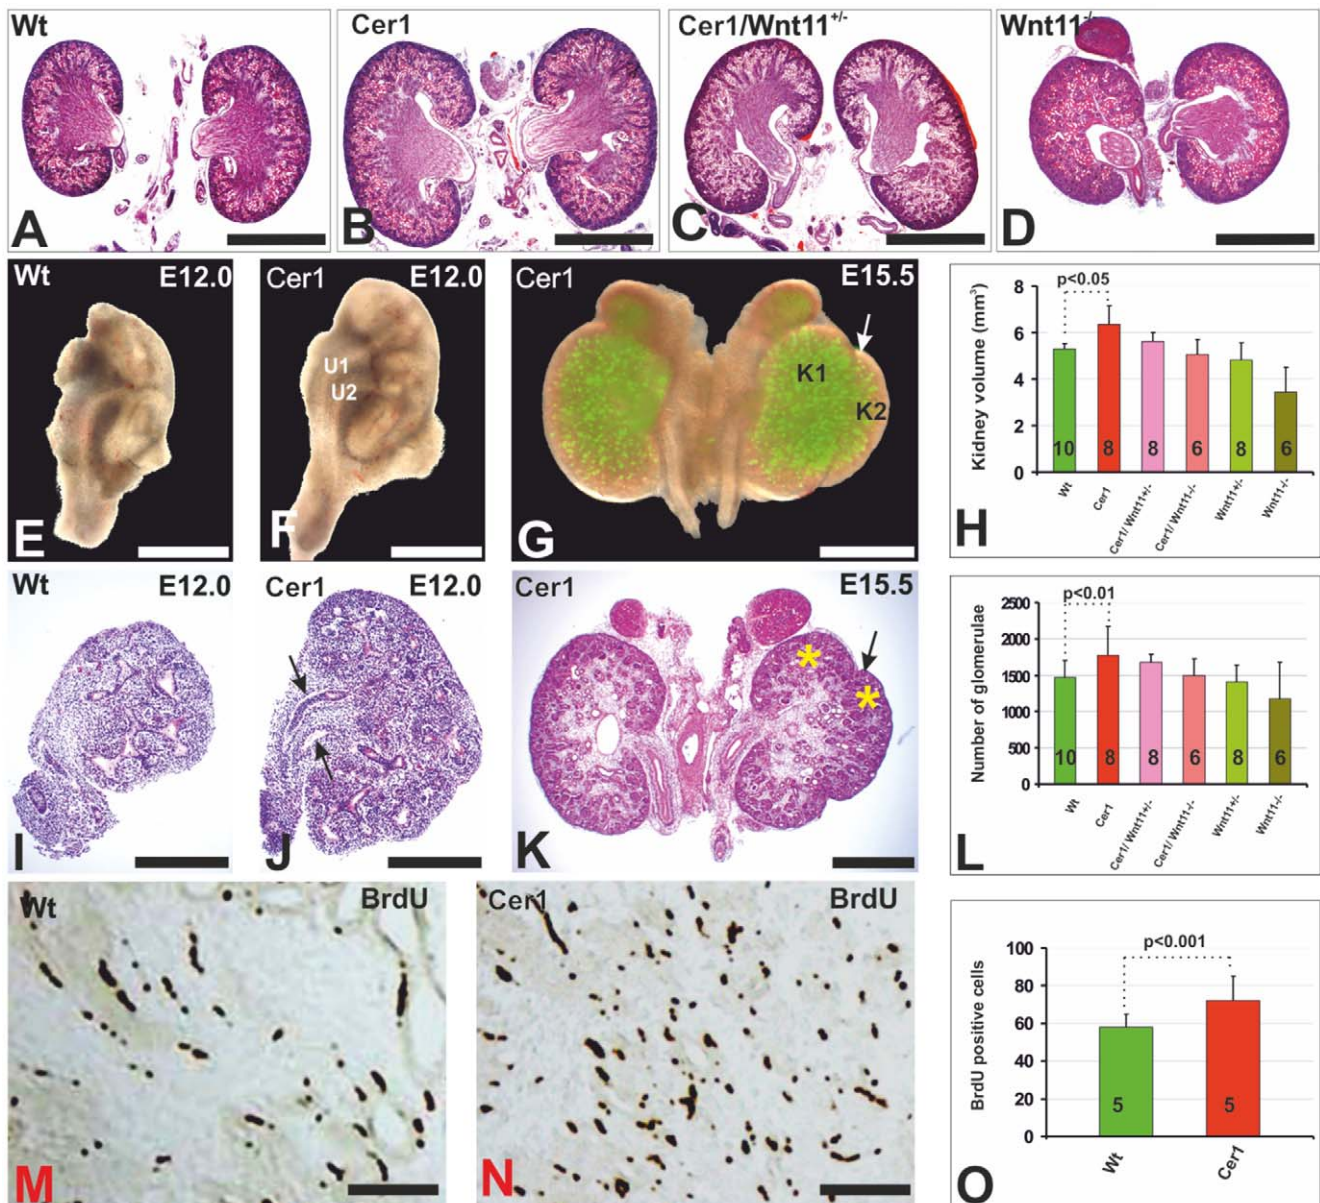 Wt
A
Cer1
B
Cer1/Wnt11+/-
C
Wnt11-/-
D
Wt E12.0
E
Cer1 E12.0
U1
U2
F
Cer1 E15.5
K1
K2
G
Kidney volume (mm³)
8
6
4
2
0
p<0.05
10 8 8 6 8 6
Wt Cer1 Cer1/ Wnt11+/- Cer1/ Wnt11-/- Wnt11+/- Wnt11-/-
H
Wt E12.0
I
Cer1 E12.0
J
Cer1 E15.5
* *
K
Number of glomerulae
2500
2000
1500
1000
500
0
p<0.01
10 8 8 6 8 6
Wt Cer1 Cer1/ Wnt11+/- Cer1/ Wnt11-/- Wnt11+/- Wnt11-/-
L
Wt BrdU
M
Cer1 BrdU
N
BrdU positive cells
100
80
60
40
20
0
p<0.001
5 5
Wt Cer1
O